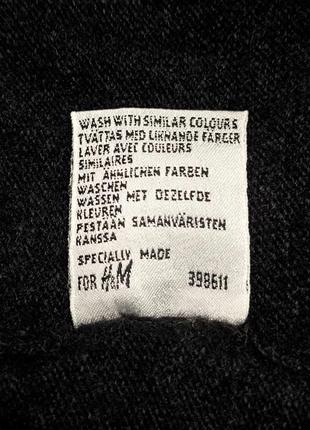 WASH WITH SIMILAR COLOURS
TVÄTTAS MED LIKNANDE FÄRGER
LAVER AVEC COULEURS
SIMILAIRES
MIT ÄHNLICHEN FARBEN
WASCHEN
WASSEN MET DEZELFDE
KLEUREN
PESTÄÄN SAMANVÄRISTEN
KANSSA
SPECIALLY MADE
FOR H&M 398611